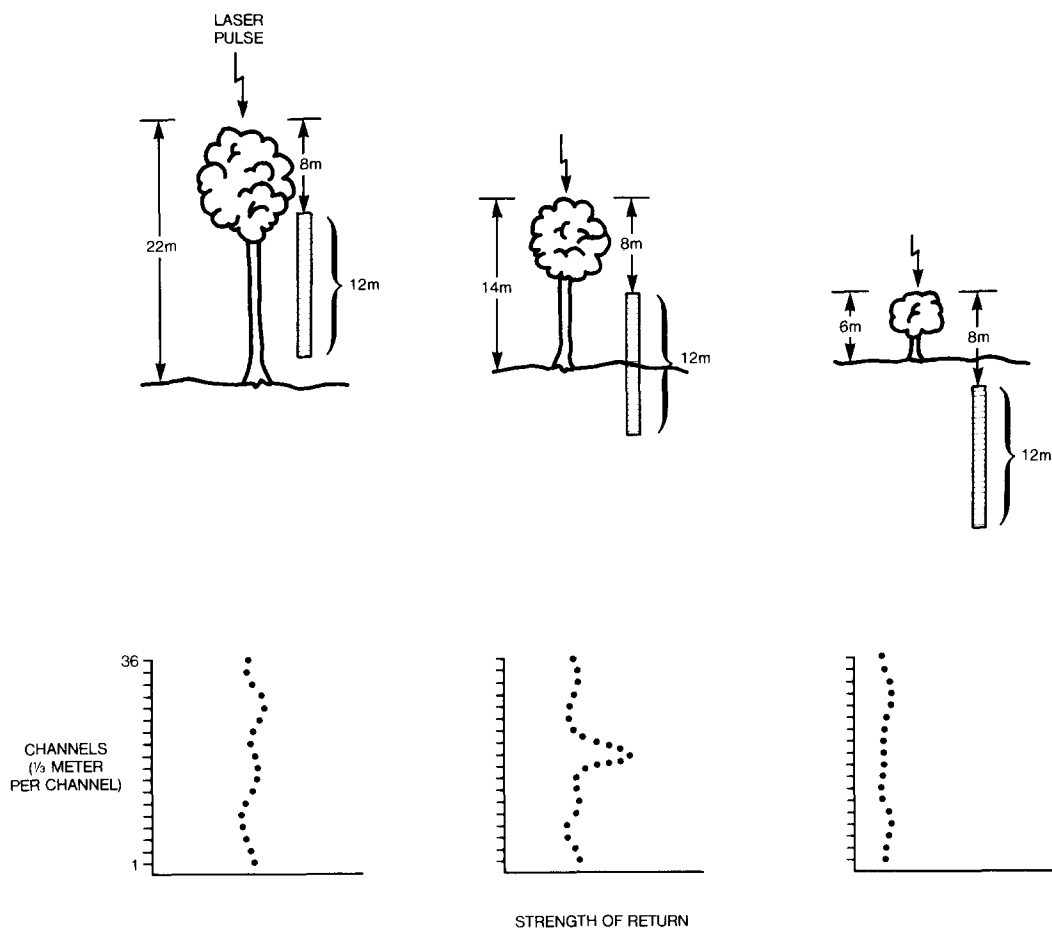 LASER
PULSE
22m
8m
12m
14m
8m
12m
6m
8m
12m
36
CHANNELS
(⅓ METER
PER CHANNEL)
1
STRENGTH OF RETURN